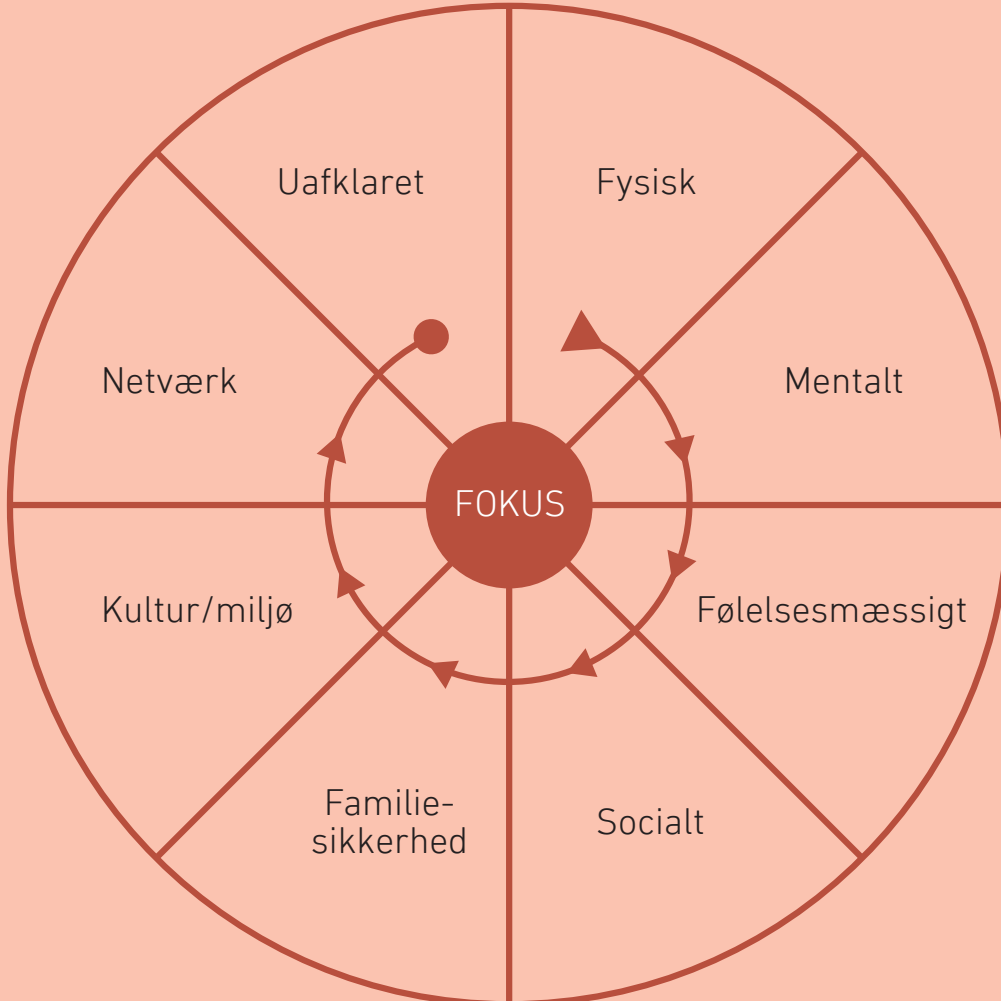 Uafklaret
Fysisk
Netværk
Mentalt
FOKUS
Kultur/miljø
Følelsesmæssigt
Familie-
sikkerhed
Socialt